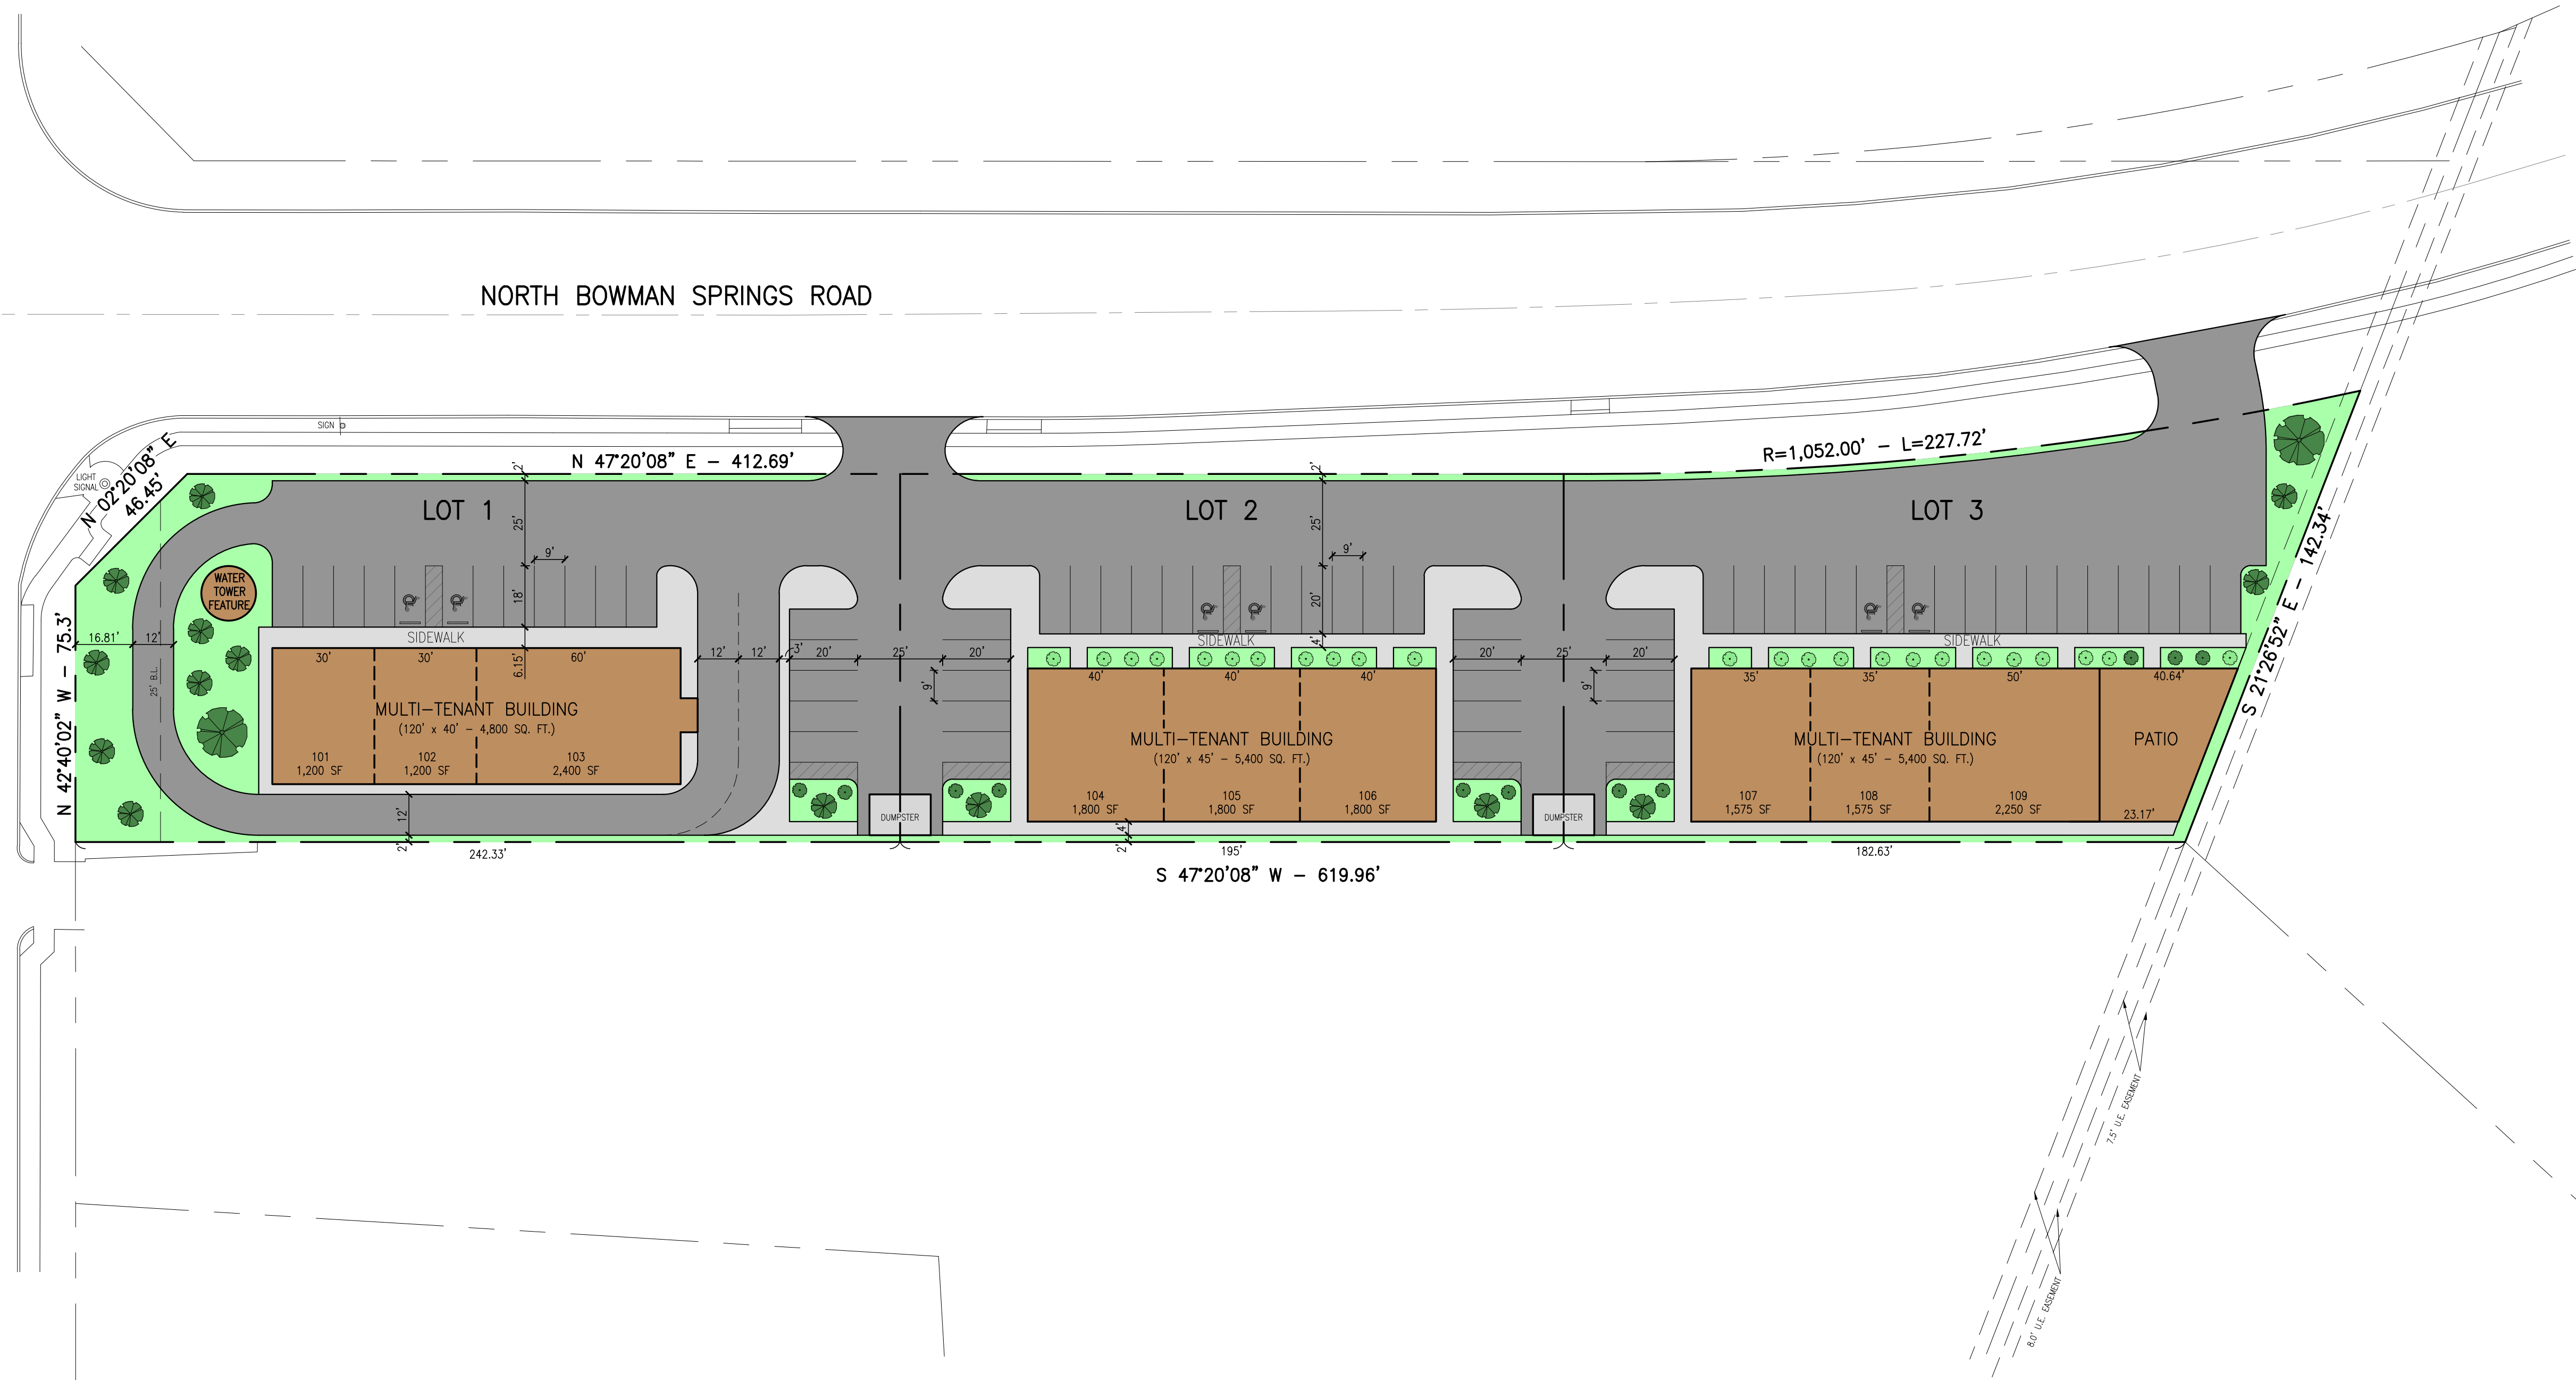 NORTH BOWMAN SPRINGS ROAD
SIGN
LIGHT
SIGNAL
N 02°20'08" E
46.45'
N 47°20'08" E - 412.69'
R=1,052.00' - L=227.72'
2'
2'
LOT 1
LOT 2
LOT 3
25'
25'
9'
9'
WATER
TOWER
FEATURE
18'
20'
SIDEWALK
SIDEWALK
SIDEWALK
4'
N 42°40'02" W - 75.3'
S 21°26'52" E - 142.34'
16.81'
12'
25' B.L.
30'
30'
60'
6.15'
12'
12'
3'
20'
25'
20'
9'
40'
40'
40'
20'
25'
20'
9'
35'
35'
50'
40.64'
MULTI-TENANT BUILDING
(120' x 40' - 4,800 SQ. FT.)
101
1,200 SF
102
1,200 SF
103
2,400 SF
MULTI-TENANT BUILDING
(120' x 45' - 5,400 SQ. FT.)
104
1,800 SF
105
1,800 SF
106
1,800 SF
MULTI-TENANT BUILDING
(120' x 45' - 5,400 SQ. FT.)
107
1,575 SF
108
1,575 SF
109
2,250 SF
PATIO
23.17'
DUMPSTER
DUMPSTER
12'
2'
4'
2'
242.33'
195'
182.63'
S 47°20'08" W - 619.96'
7.5' U.E. EASEMENT
8.0' U.E. EASEMENT